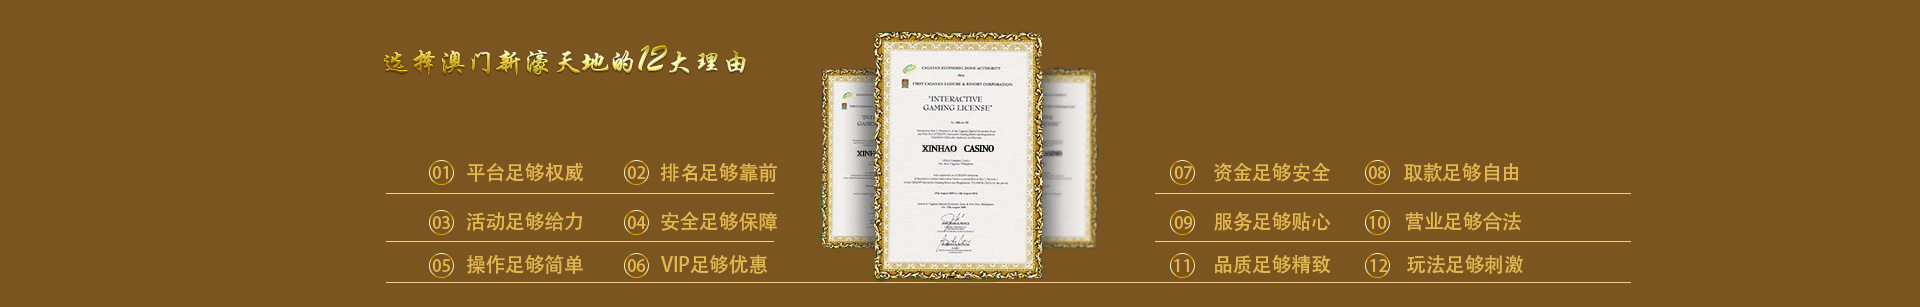 选择澳门新濠天地的12大理由
CAGAYAN ECONOMIC ZONE AUTHORITY
FIRST CAGAYAN LEISURE & RESORT CORPORATION
"INTERACTIVE
GAMING LICENSE"
XINHAO CASINO
01 平台足够权威
02 排名足够靠前
03 活动足够给力
04 安全足够保障
05 操作足够简单
06 VIP足够优惠
07 资金足够安全
08 取款足够自由
09 服务足够贴心
10 营业足够合法
11 品质足够精致
12 玩法足够刺激